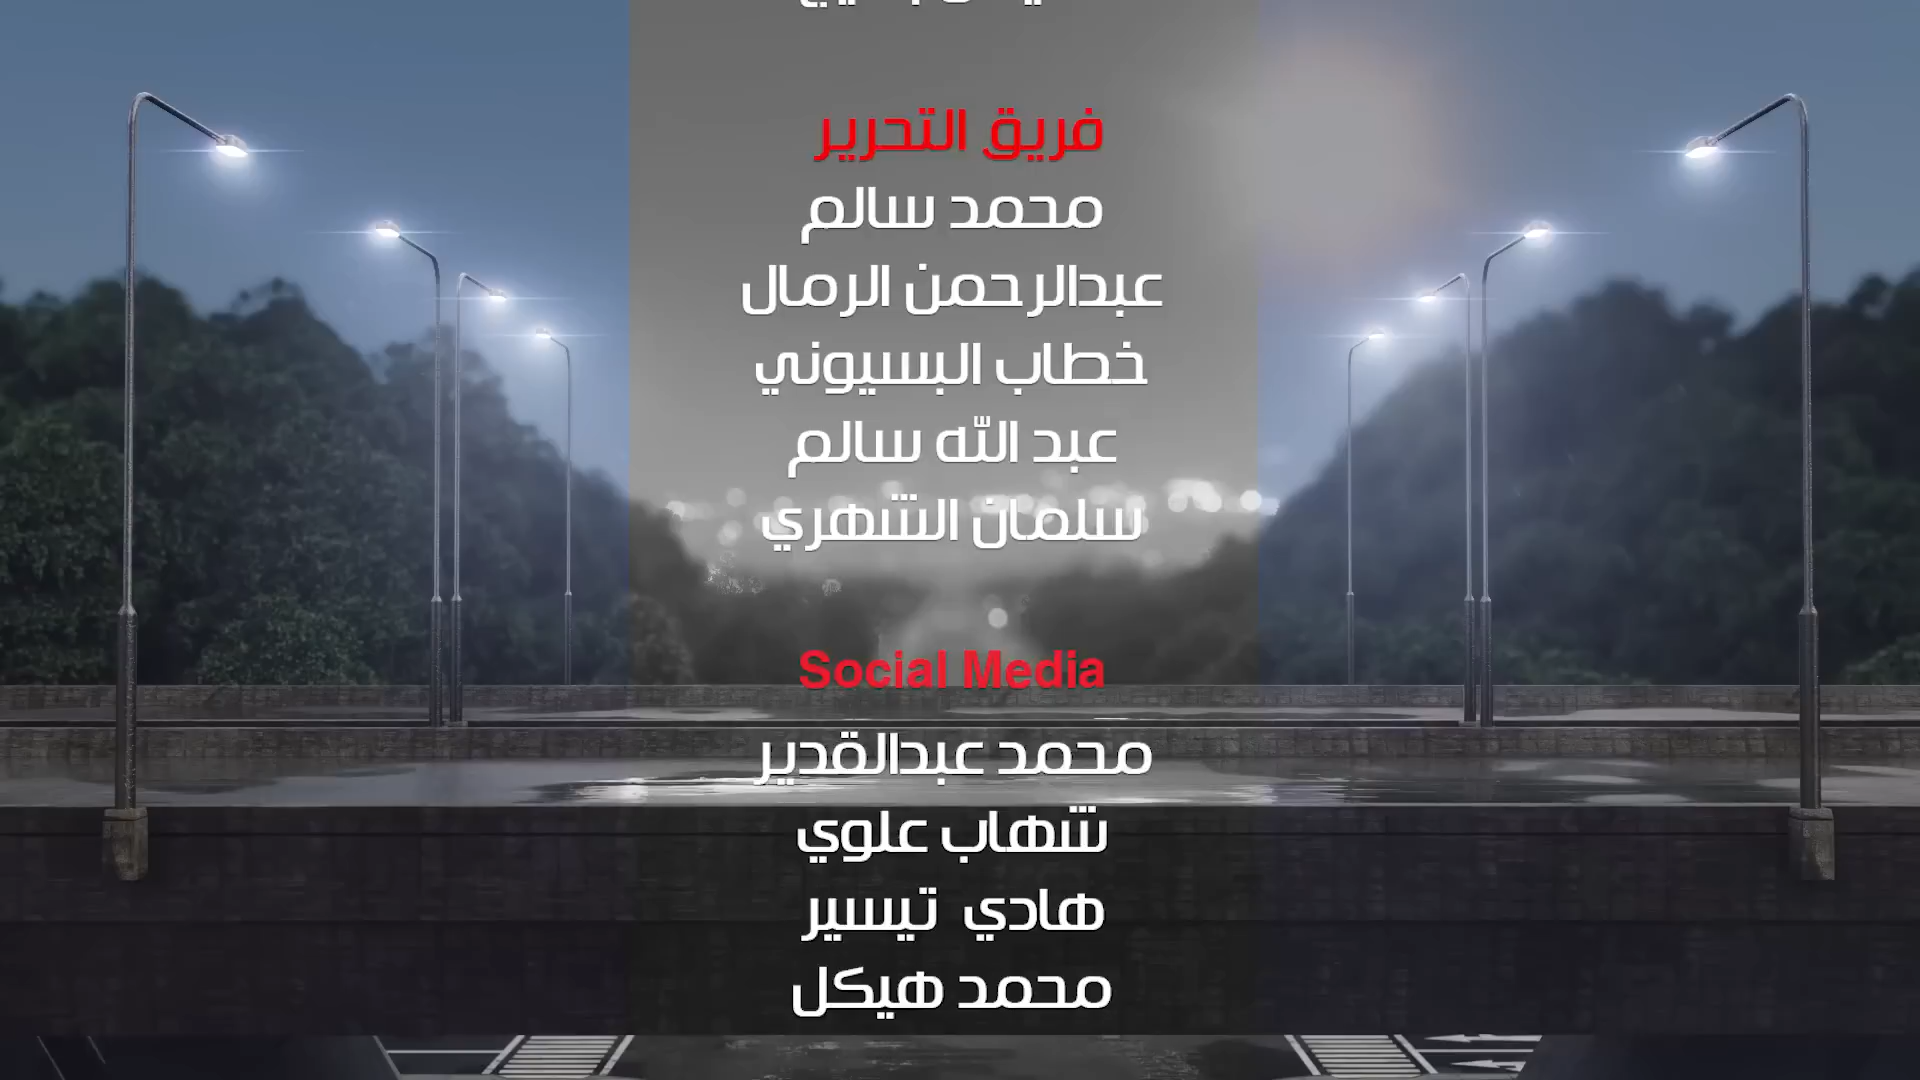 فريق التحرير
محمد سالم
عبدالرحمن الرمال
خطاب البسيوني
عبد الله سالم
سلمان الشهري
Social Media
محمد عبدالقدير
شهاب علوي
هادي تيسير
محمد هيكل